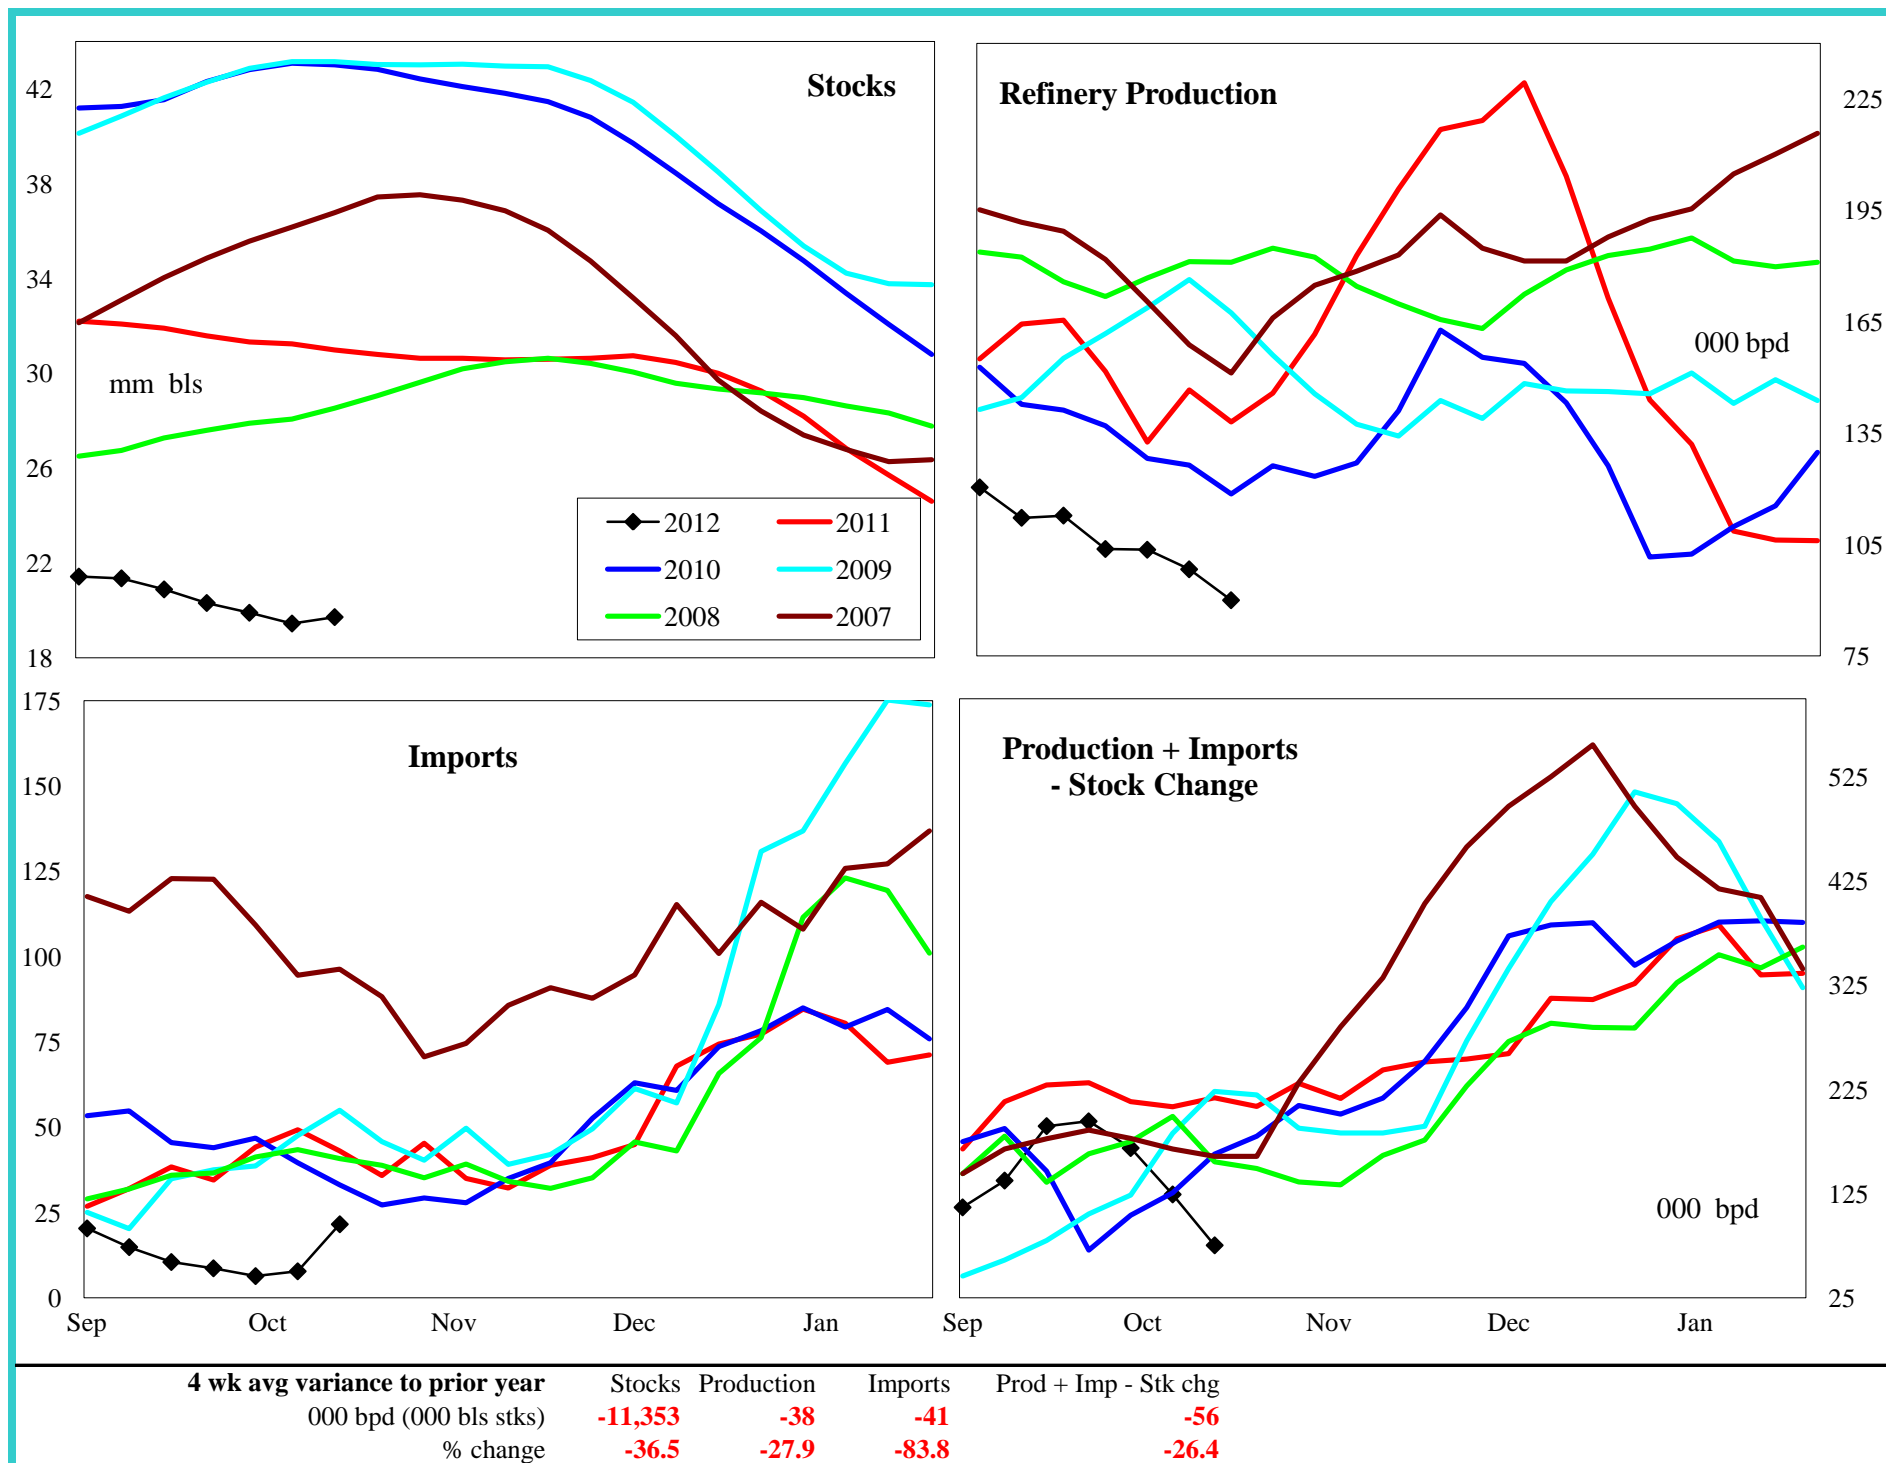 Stocks
42
38
34
30
26
22
18
mm bls
2012
2011
2010
2009
2008
2007
Refinery Production
225
195
165
135
105
75
000 bpd
Imports
175
150
125
100
75
50
25
0
Sep Oct Nov Dec Jan
Production + Imports
- Stock Change
525
425
325
225
125
25
000 bpd
Sep Oct Nov Dec Jan
4 wk avg variance to prior year Stocks Production Imports Prod + Imp - Stk chg
000 bpd (000 bls stks) -11,353 -38 -41 -56
% change -36.5 -27.9 -83.8 -26.4